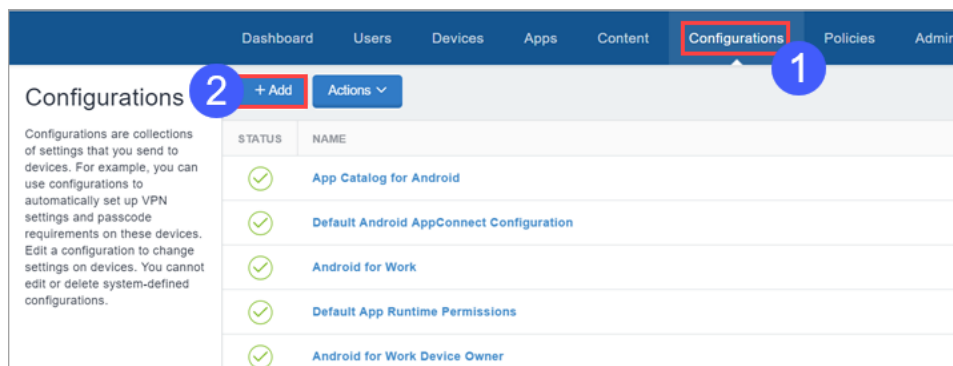 Dashboard Users Devices Apps Content Configurations Policies Admin
1
Configurations
2
+ Add Actions
Configurations are collections
of settings that you send to
devices. For example, you can
use configurations to
automatically set up VPN
settings and passcode
requirements on these devices.
Edit a configuration to change
settings on devices. You cannot
edit or delete system-defined
configurations.
STATUS NAME
App Catalog for Android
Default Android AppConnect Configuration
Android for Work
Default App Runtime Permissions
Android for Work Device Owner